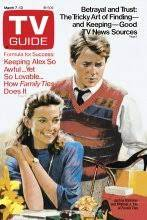 March 7-13
TV
GUIDE
Betrayal and Trust:
The Tricky Art of Finding—
and Keeping—Good
TV News Sources
Formula for Success:
Keeping Alex So
Awful...Yet
So Lovable...
How Family Ties
Does It